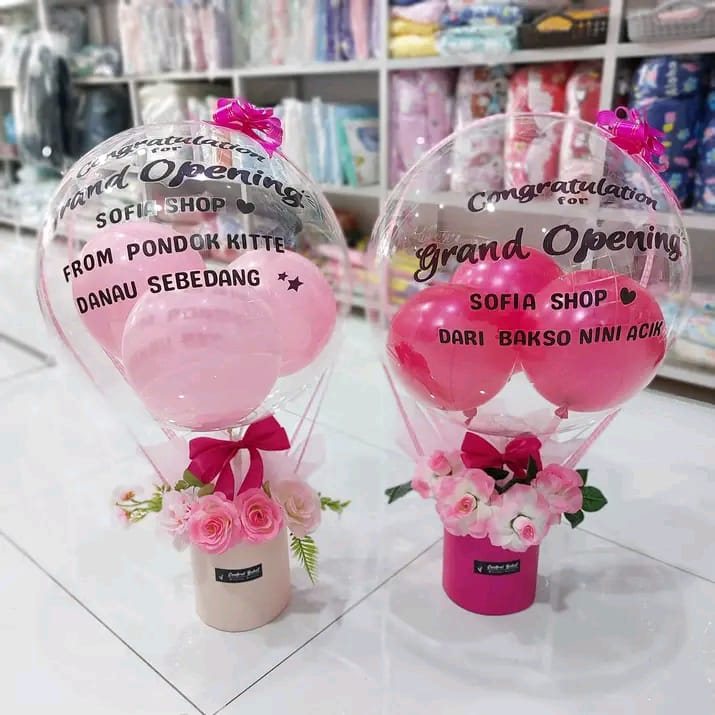 Congratulation
for
Grand Opening
SOFIA SHOP
FROM PONDOK KITTE
DANAU SEBEDANG
Congratulation
for
Grand Opening
SOFIA SHOP
DARI BAKSO NINI ACIK